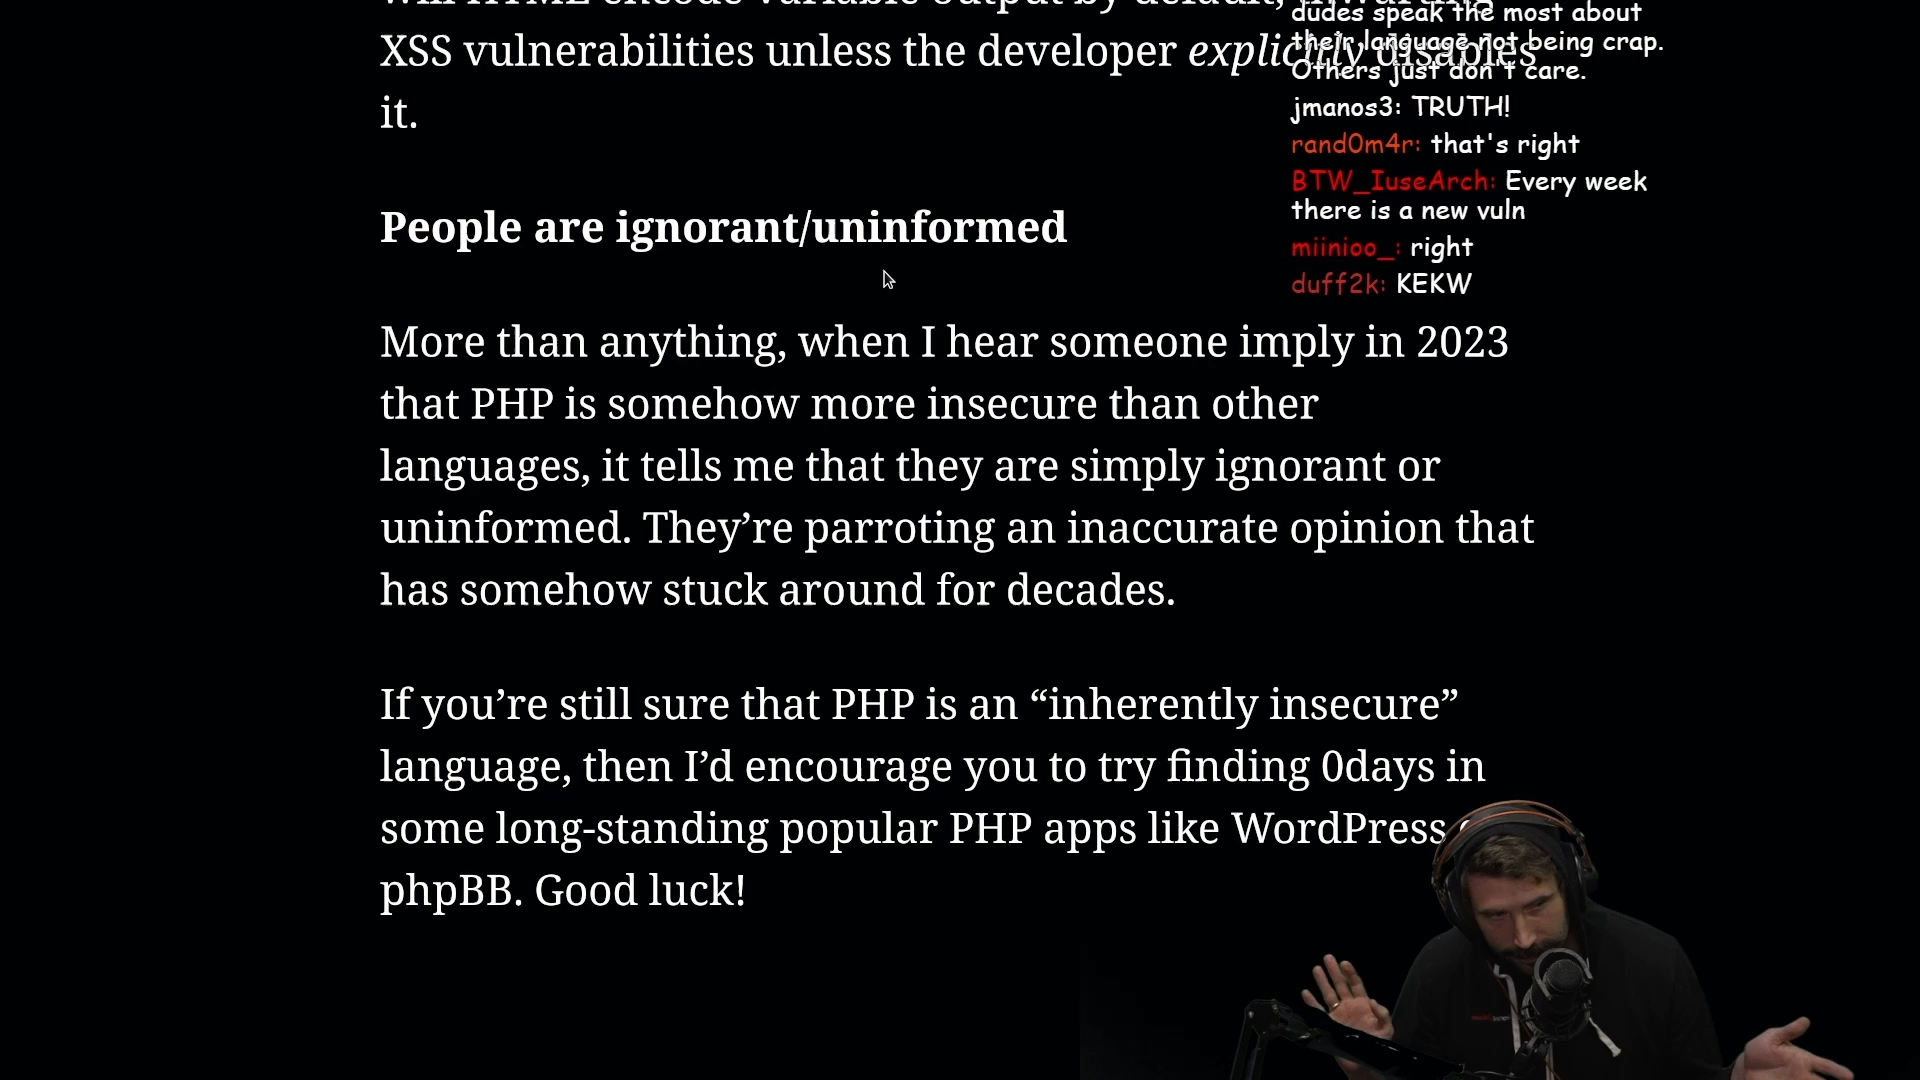 XSS vulnerabilities unless the developer explicitly disables
it.
People are ignorant/uninformed
More than anything, when I hear someone imply in 2023
that PHP is somehow more insecure than other
languages, it tells me that they are simply ignorant or
uninformed. They’re parroting an inaccurate opinion that
has somehow stuck around for decades.
If you’re still sure that PHP is an “inherently insecure”
language, then I’d encourage you to try finding 0days in
some long-standing popular PHP apps like WordPress
phpBB. Good luck!
dudes speak the most about
their language not being crap.
Others just don't care.
jmanos3: TRUTH!
rand0m4r: that's right
BTW_IuseArch: Every week
there is a new vuln
miinioo_: right
duff2k: KEKW